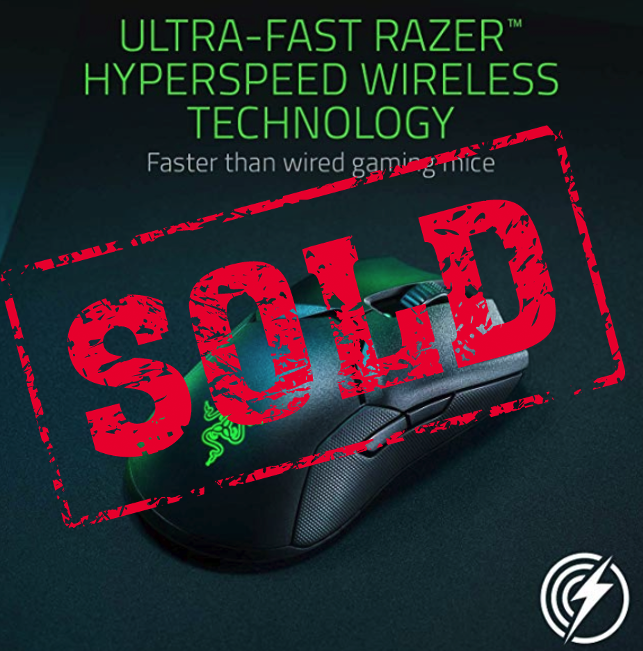 ULTRA-FAST RAZER™
HYPERSPEED WIRELESS
TECHNOLOGY
Faster than wired gaming mice
SOLD